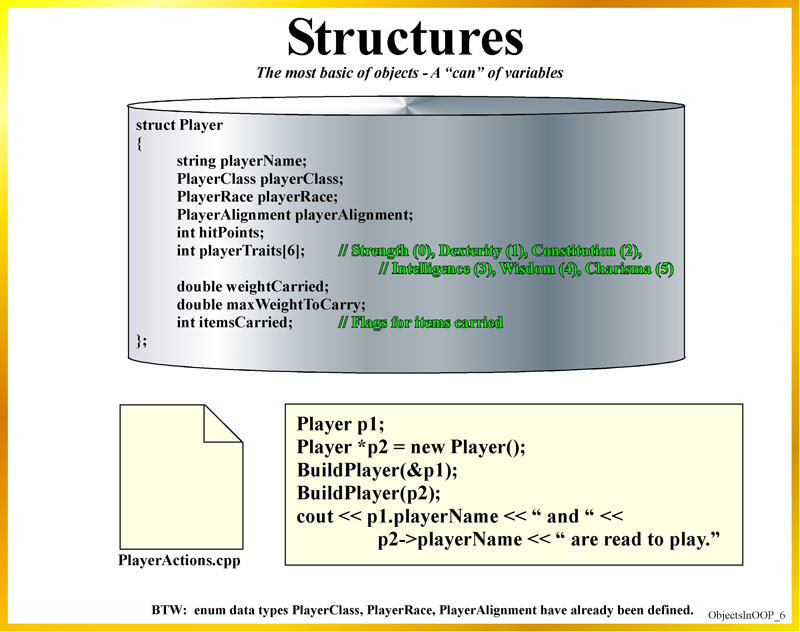 Structures
The most basic of objects - A “can” of variables
struct Player
{
string playerName;
PlayerClass playerClass;
PlayerRace playerRace;
PlayerAlignment playerAlignment;
int hitPoints;
int playerTraits[6]; // Strength (0), Dexterity (1), Constitution (2),
// Intelligence (3), Wisdom (4), Charisma (5)
double weightCarried;
double maxWeightToCarry;
int itemsCarried; // Flags for items carried
};
Player p1;
Player *p2 = new Player();
BuildPlayer(&p1);
BuildPlayer(p2);
cout << p1.playerName << “ and “ <<
p2->playerName << “ are read to play.”
PlayerActions.cpp
BTW: enum data types PlayerClass, PlayerRace, PlayerAlignment have already been defined.
ObjectsInOOP_6